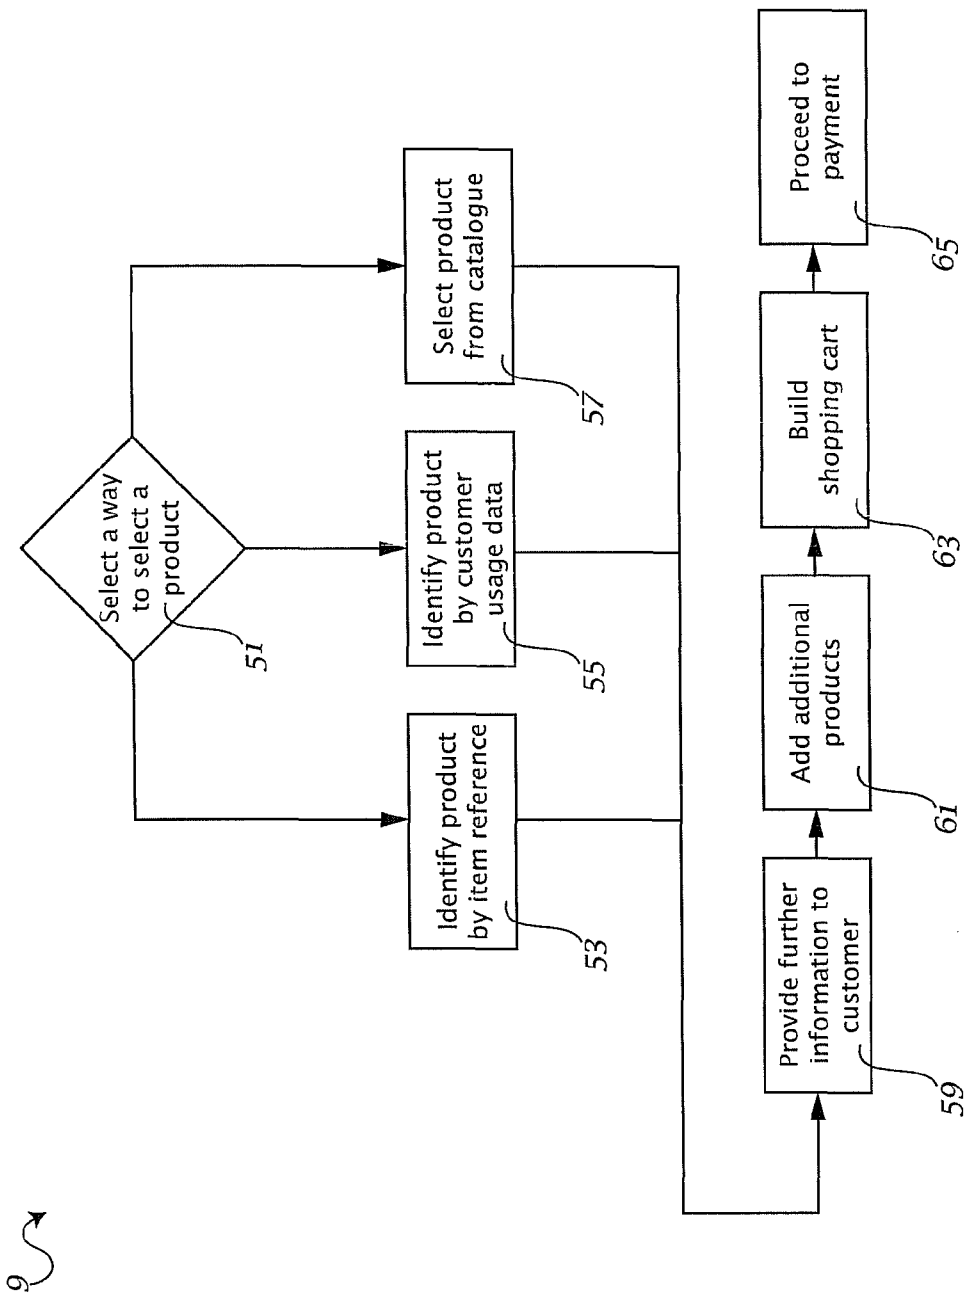 9
Select a way
to select a
product
51
Identify product
by item reference
53
Identify product
by customer
usage data
55
Select product
from catalogue
57
Provide further
information to
customer
59
Add additional
products
61
Build
shopping cart
63
Proceed to
payment
65